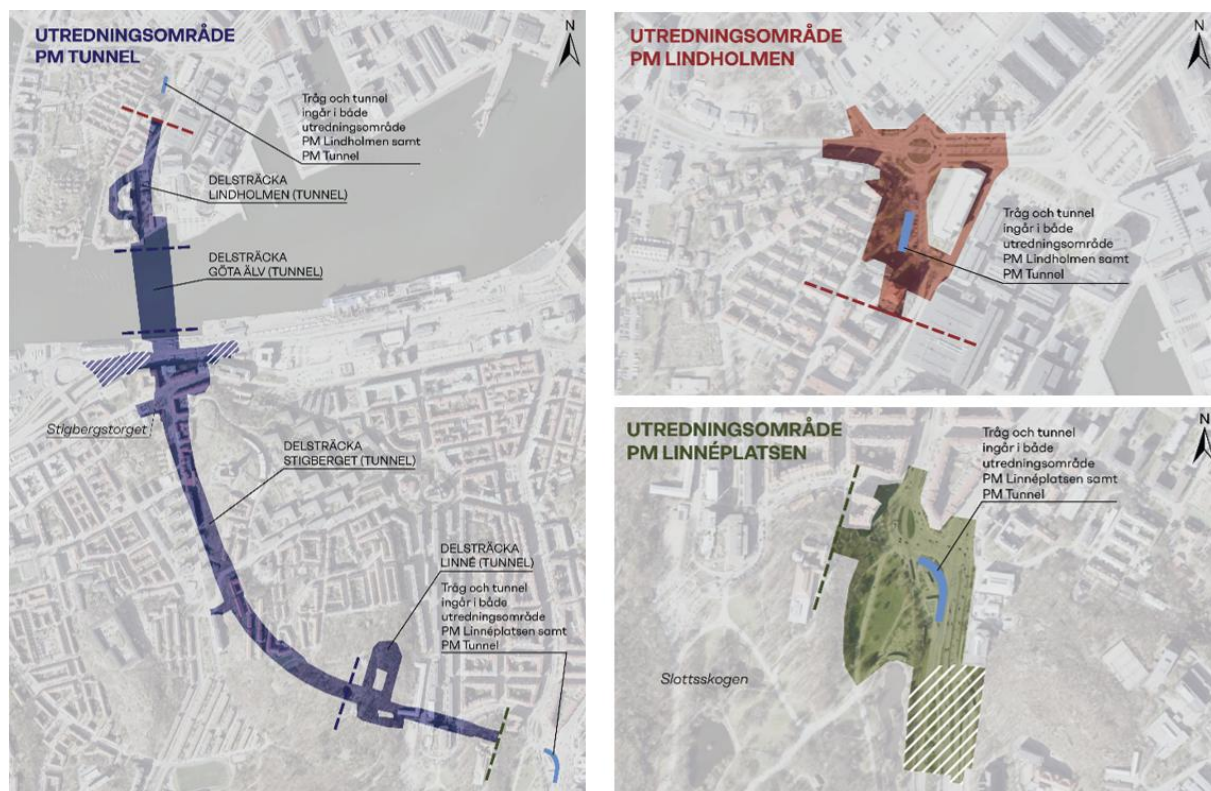 UTREDNINGSOMRÅDE
PM TUNNEL
N
Tråg och tunnel
ingår i både
utredningsområde
PM Lindholmen samt
PM Tunnel
DELSTRÄCKA
LINDHOLMEN (TUNNEL)
DELSTRÄCKA
GÖTA ÄLV (TUNNEL)
Stigbergstorget
DELSTRÄCKA
STIGBERGET (TUNNEL)
DELSTRÄCKA
LINNÉ (TUNNEL)
Tråg och tunnel
ingår i både
utredningsområde
PM Linnéplatsen samt
PM Tunnel
UTREDNINGSOMRÅDE
PM LINDHOLMEN
N
Tråg och tunnel
ingår i både
utredningsområde
PM Lindholmen samt
PM Tunnel
UTREDNINGSOMRÅDE
PM LINNÉPLATSEN
N
Tråg och tunnel
ingår i både
utredningsområde
PM Linnéplatsen samt
PM Tunnel
Slottsskogen